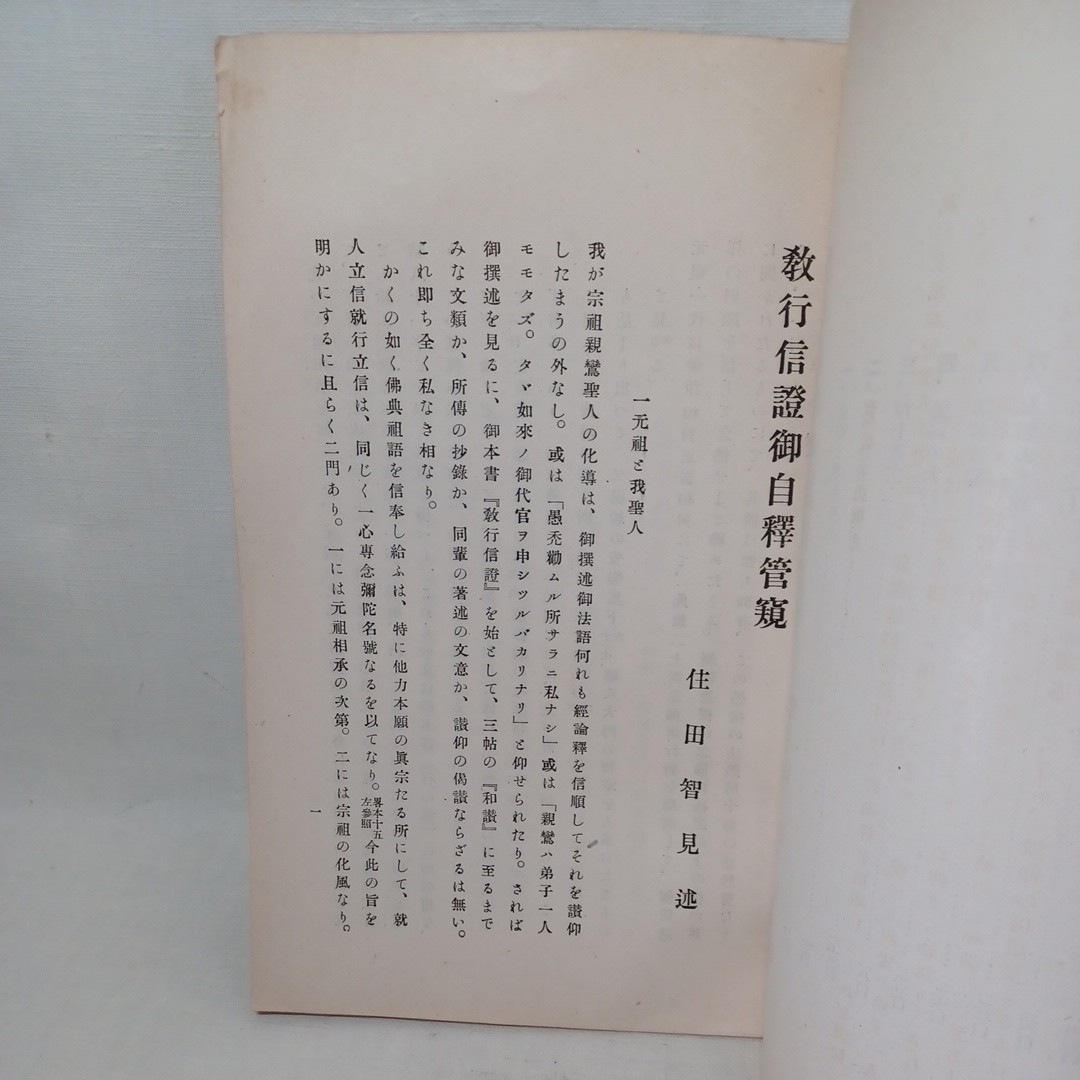 教行信證御自釋管窺
住田智見述
一元祖と我聖人
我が宗祖親鸞聖人の化導は、御撰述御法語何れも經論釋を信順してそれを讃仰
したまうの外なし。或は「愚禿勸ムル所サラニ私ナシ」或は「親鸞ハ弟子一人
モモタズ。タヾ如來ノ御代官ヲ申シツルバカリナリ」と仰せられたり。されば
御撰述を見るに、御本書『敎行信證』を始として、三帖の『和讃』に至るまで
みな文類か、所傳の抄錄か、同輩の著述の文意か、讃仰の偈讃ならざるは無い。
これ即ち全く私なき相なり。
かくの如く佛典祖語を信奉し給ふは、特に他力本願の眞宗たる所にして、就
人立信就行立信は、同じく一心專念彌陀名號なるを以てなり。畧本十五左參照今此の旨を
明かにするに且らく二門あり。一には元祖相承の次第。二には宗祖の化風なり。
一